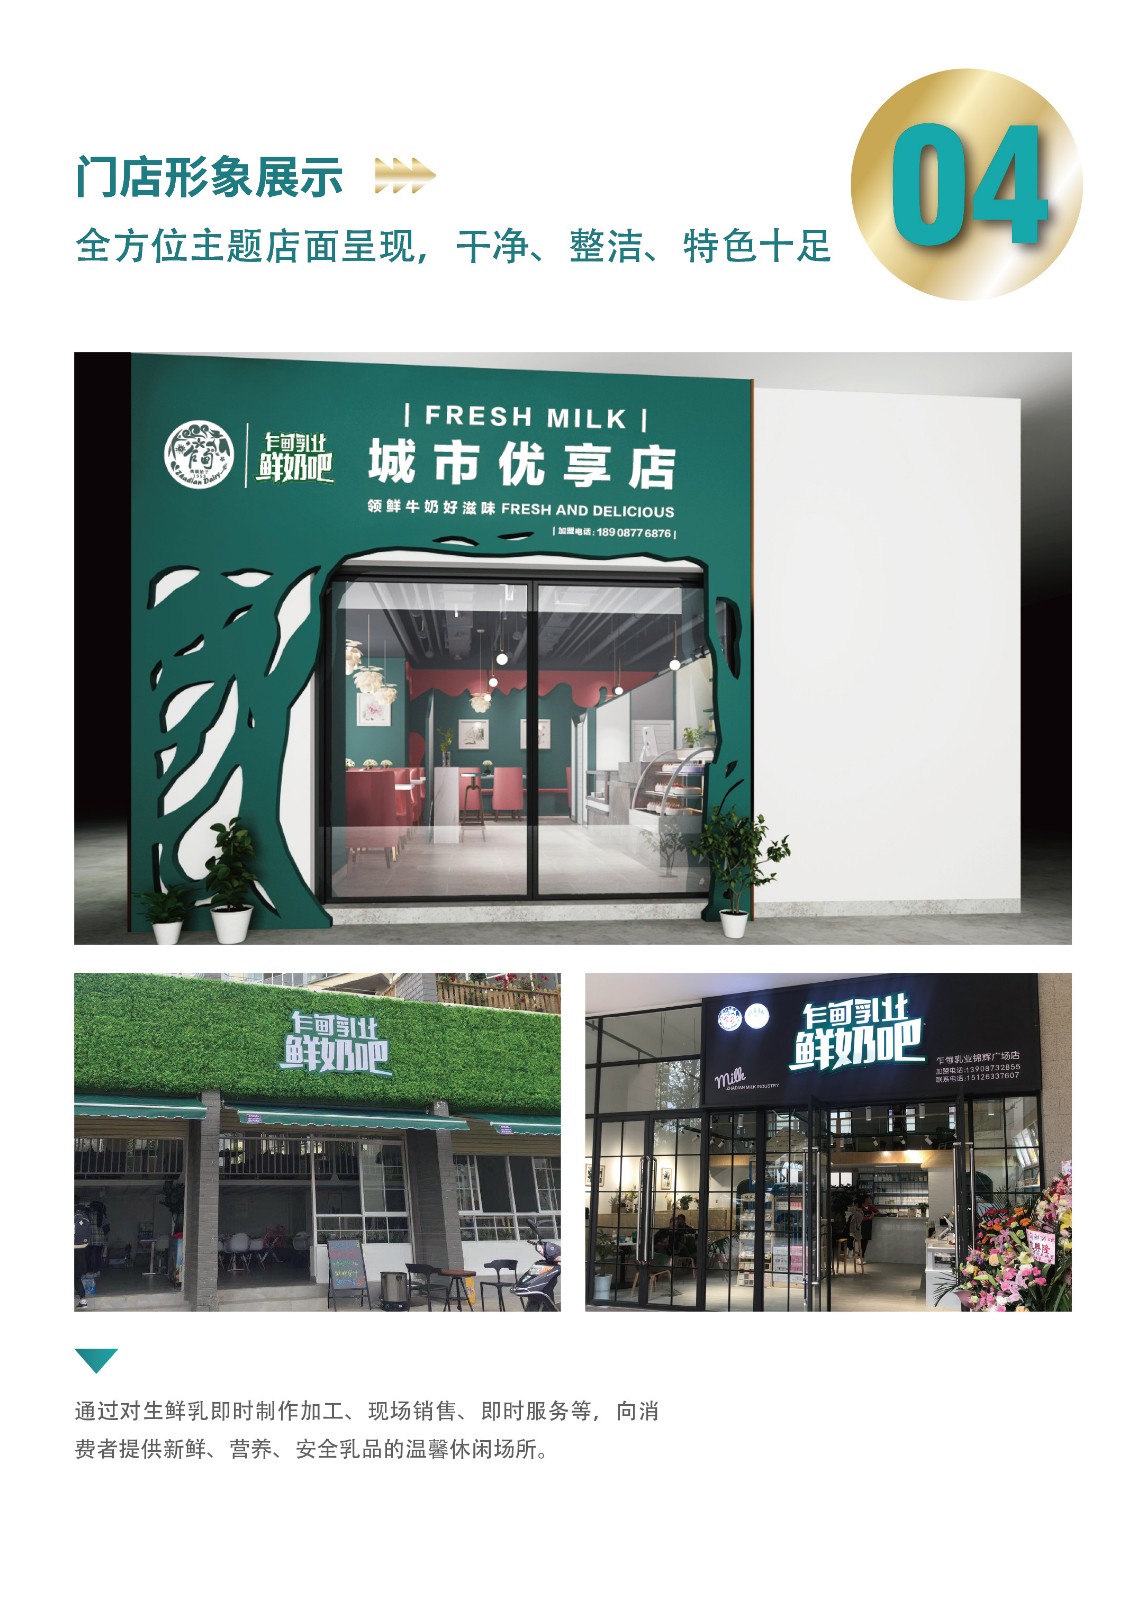 04
门店形象展示
全方位主题店面呈现，干净、整洁、特色十足
| FRESH MILK |
乍甸乳业
鲜奶吧
城市优享店
领鲜牛奶好滋味 FRESH AND DELICIOUS
| 加盟电话: 18908776876 |
Zhadian Dairy
乍甸乳业
鲜奶吧
乍甸乳业
鲜奶吧
乍甸乳业锦辉广场店
加盟电话:13908732855
联系电话:15126337607
Milk
ZHADIAN MILK INDUSTRY
通过对生鲜乳即时制作加工、现场销售、即时服务等，向消
费者提供新鲜、营养、安全乳品的温馨休闲场所。